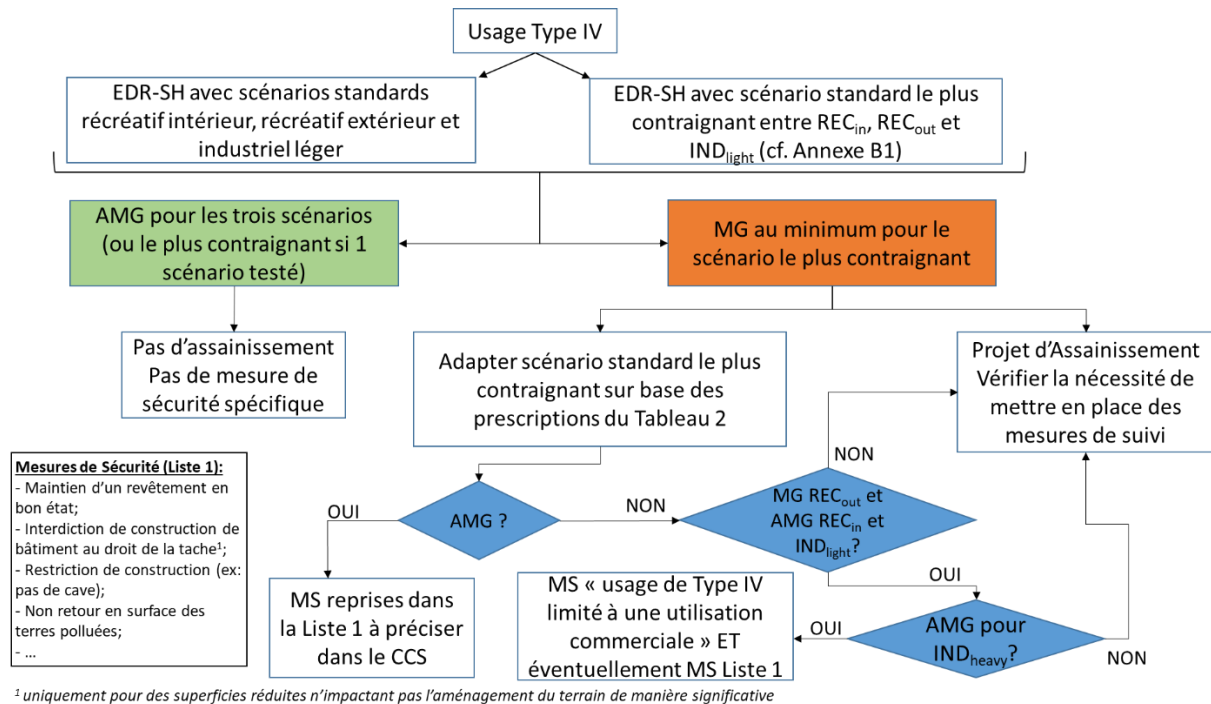 Usage Type IV
EDR-SH avec scénarios standards
récréatif intérieur, récréatif extérieur et
industriel léger
EDR-SH avec scénario standard le plus
contraignant entre RECin, RECout et
INDlight (cf. Annexe B1)
AMG pour les trois scénarios
(ou le plus contraignant si 1
scénario testé)
MG au minimum pour le
scénario le plus contraignant
Pas d’assainissement
Pas de mesure de
sécurité spécifique
Adapter scénario standard le plus
contraignant sur base des
prescriptions du Tableau 2
Projet d’Assainissement
Vérifier la nécessité de
mettre en place des
mesures de suivi
Mesures de Sécurité (Liste 1):
- Maintien d’un revêtement en
bon état;
- Interdiction de construction de
bâtiment au droit de la tache1;
- Restriction de construction (ex:
pas de cave);
- Non retour en surface des
terres polluées;
- ...
OUI
AMG ?
NON
NON
MG RECout et
AMG RECin et
INDlight?
OUI
MS reprises dans
la Liste 1 à préciser
dans le CCS
MS « usage de Type IV
limité à une utilisation
commerciale » ET
éventuellement MS Liste 1
OUI
AMG pour
INDheavy?
NON
1 uniquement pour des superficies réduites n’impactant pas l’aménagement du terrain de manière significative